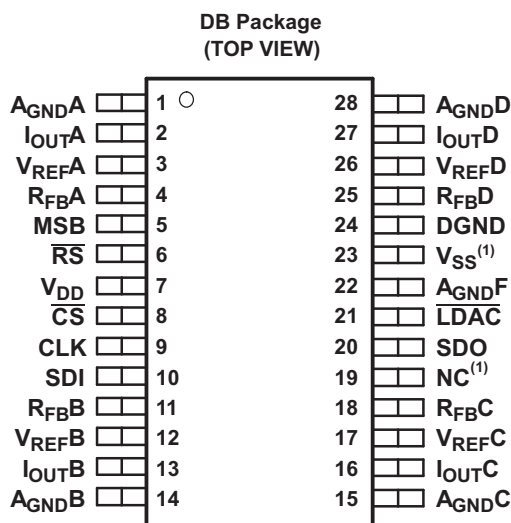 DB Package
(TOP VIEW)
AGNDA 1 28 AGNDD
IOUTA 2 27 IOUTD
VREFA 3 26 VREFD
RFBA 4 25 RFBD
MSB 5 24 DGND
R̅S̅ 6 23 VSS(1)
VDD 7 22 AGNDF
C̅S̅ 8 21 L̅D̅A̅C̅
CLK 9 20 SDO
SDI 10 19 NC(1)
RFBB 11 18 RFBC
VREFB 12 17 VREFC
IOUTB 13 16 IOUTC
AGNDB 14 15 AGNDC